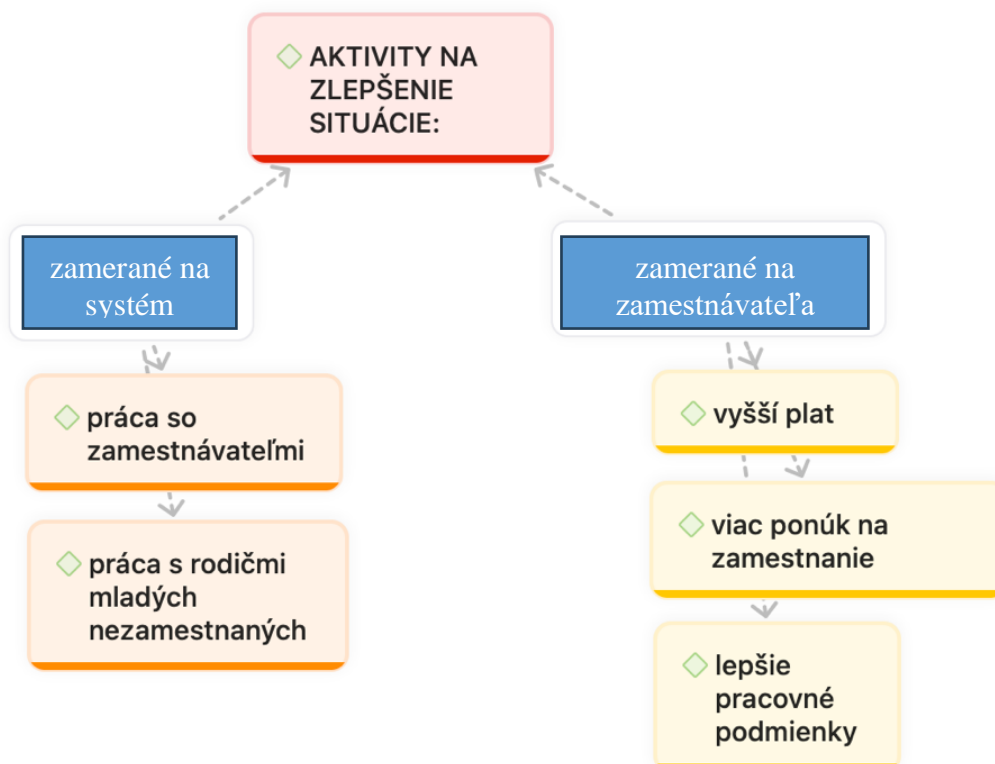 AKTIVITY NA
ZLEPŠENIE
SITUÁCIE:
zamerané na
systém
zamerané na
zamestnávateľa
práca so
zamestnávateľmi
práca s rodičmi
mladých
nezamestnaných
vyšší plat
viac ponúk na
zamestnanie
lepšie
pracovné
podmienky